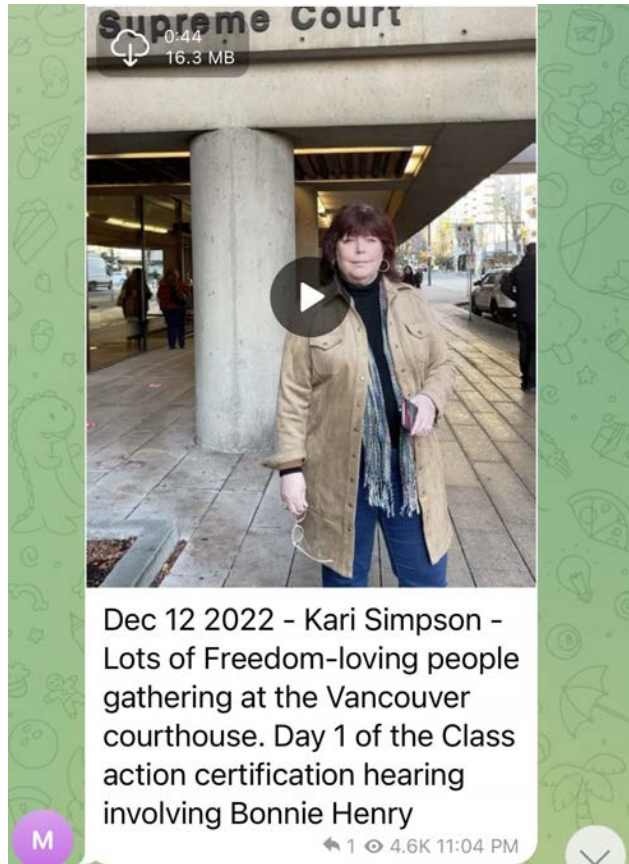 Supreme Court
0:44
16.3 MB
Dec 12 2022 - Kari Simpson -
Lots of Freedom-loving people
gathering at the Vancouver
courthouse. Day 1 of the Class
action certification hearing
involving Bonnie Henry
1 4.6K 11:04 PM
M